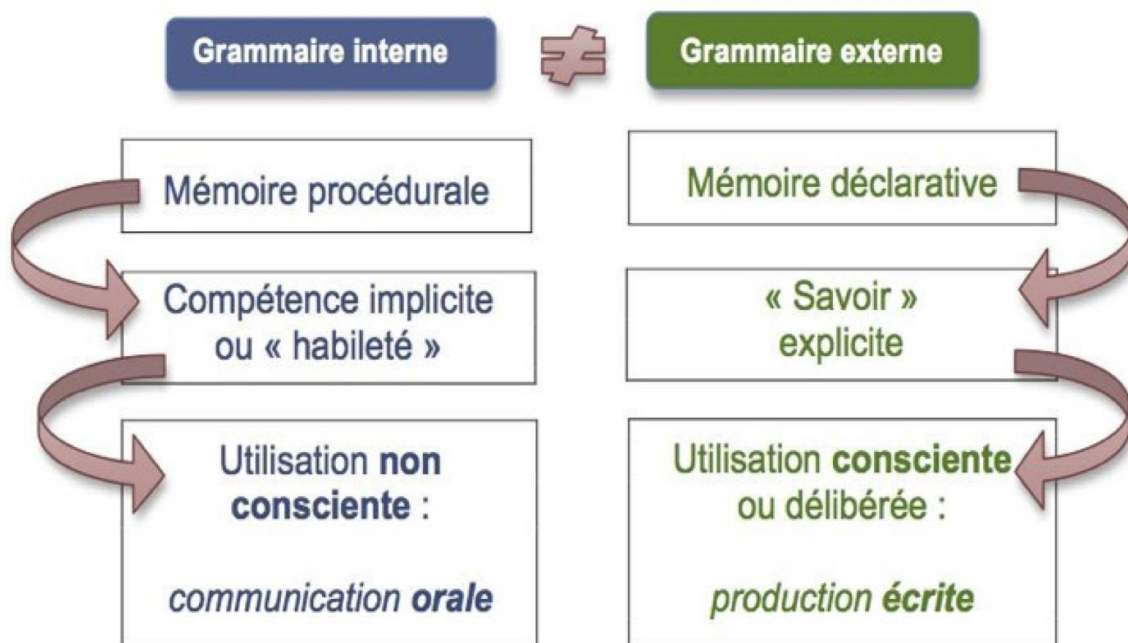 Grammaire interne
≠
Grammaire externe
Mémoire procédurale
Mémoire déclarative
Compétence implicite
ou « habileté »
« Savoir »
explicite
Utilisation non
consciente :
communication orale
Utilisation consciente
ou délibérée :
production écrite